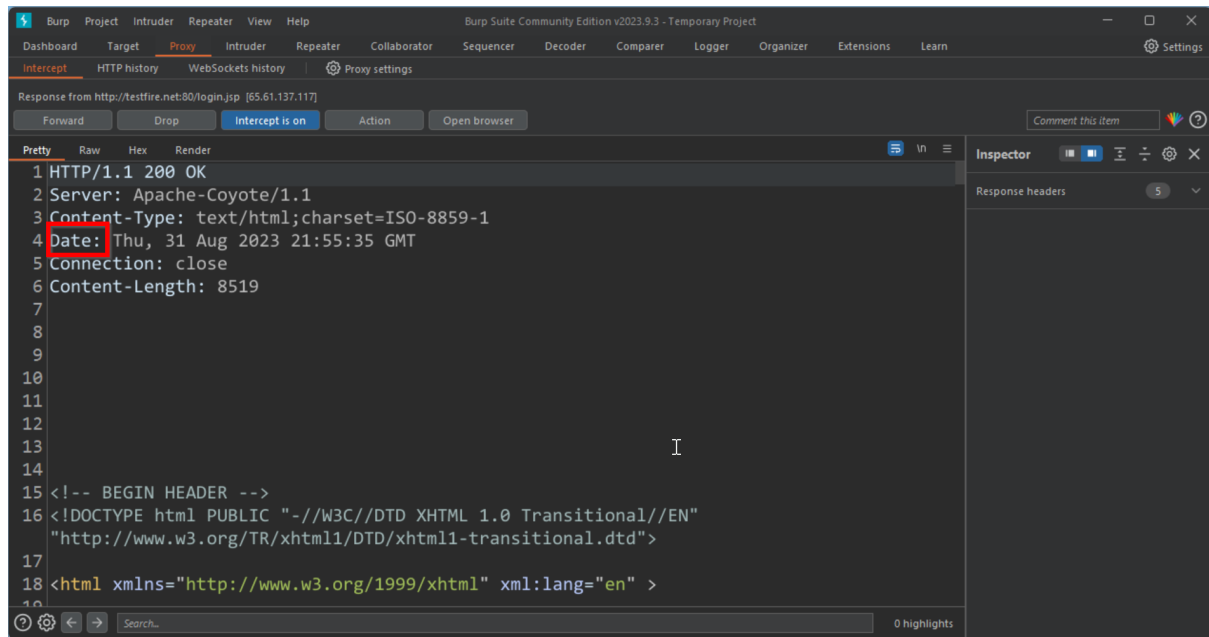 Burp Project Intruder Repeater View Help Burp Suite Community Edition v2023.9.3 - Temporary Project
Dashboard Target Proxy Intruder Repeater Collaborator Sequencer Decoder Comparer Logger Organizer Extensions Learn Settings
Intercept HTTP history WebSockets history Proxy settings
Response from http://testfire.net:80/login.jsp [65.61.137.117]
Forward Drop Intercept is on Action Open browser Comment this item
Pretty Raw Hex Render \n Inspector
1 HTTP/1.1 200 OK
Response headers 5
2 Server: Apache-Coyote/1.1
3 Content-Type: text/html;charset=ISO-8859-1
4 Date: Thu, 31 Aug 2023 21:55:35 GMT
5 Connection: close
6 Content-Length: 8519
7
8
9
10
11
12
13
14
15 <!-- BEGIN HEADER -->
16 <!DOCTYPE html PUBLIC "-//W3C//DTD XHTML 1.0 Transitional//EN"
"http://www.w3.org/TR/xhtml1/DTD/xhtml1-transitional.dtd">
17
18 <html xmlns="http://www.w3.org/1999/xhtml" xml:lang="en" >
Search... 0 highlights